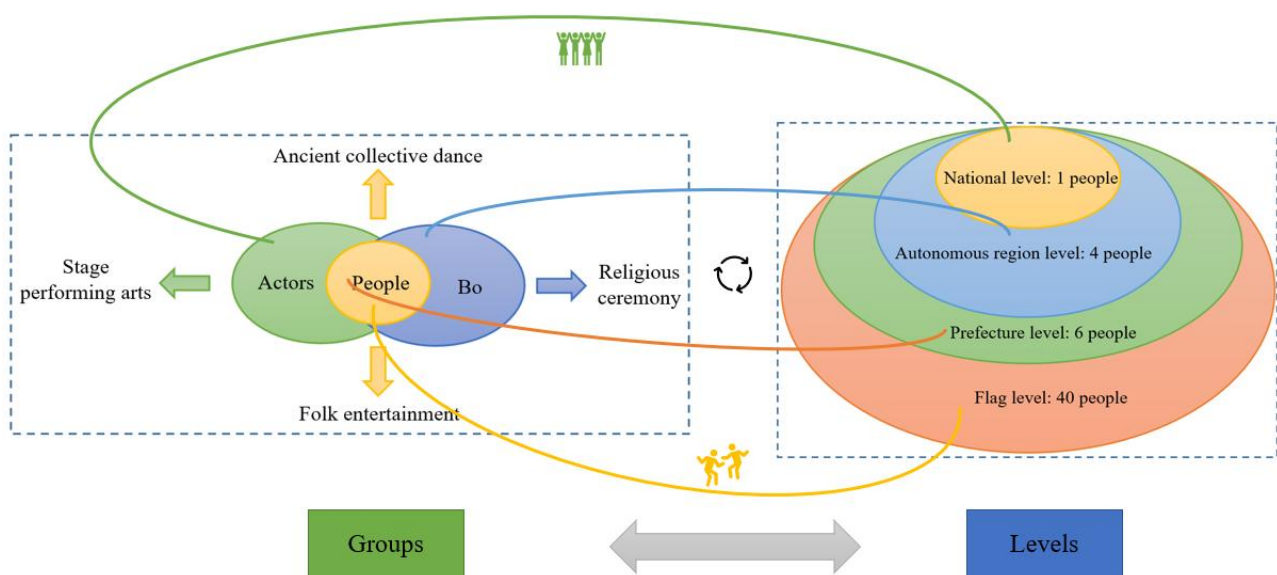 Ancient collective dance
Stage
performing arts
Actors
People
Bo
Religious
ceremony
Folk entertainment
National level: 1 people
Autonomous region level: 4 people
Prefecture level: 6 people
Flag level: 40 people
Groups
Levels